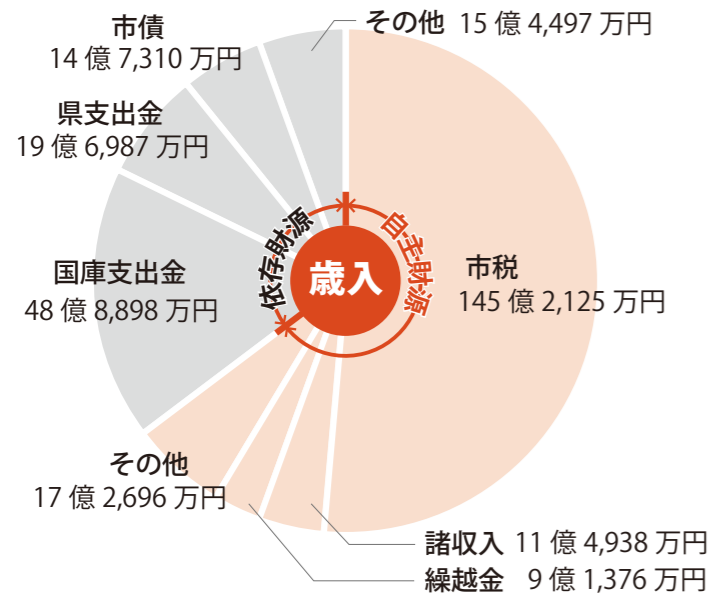 その他 15 億 4,497 万円
市債
14 億 7,310 万円
県支出金
19 億 6,987 万円
国庫支出金
48 億 8,898 万円
依存財源
自主財源
歳入
市税
145 億 2,125 万円
その他
17 億 2,696 万円
諸収入 11 億 4,938 万円
繰越金 9 億 1,376 万円